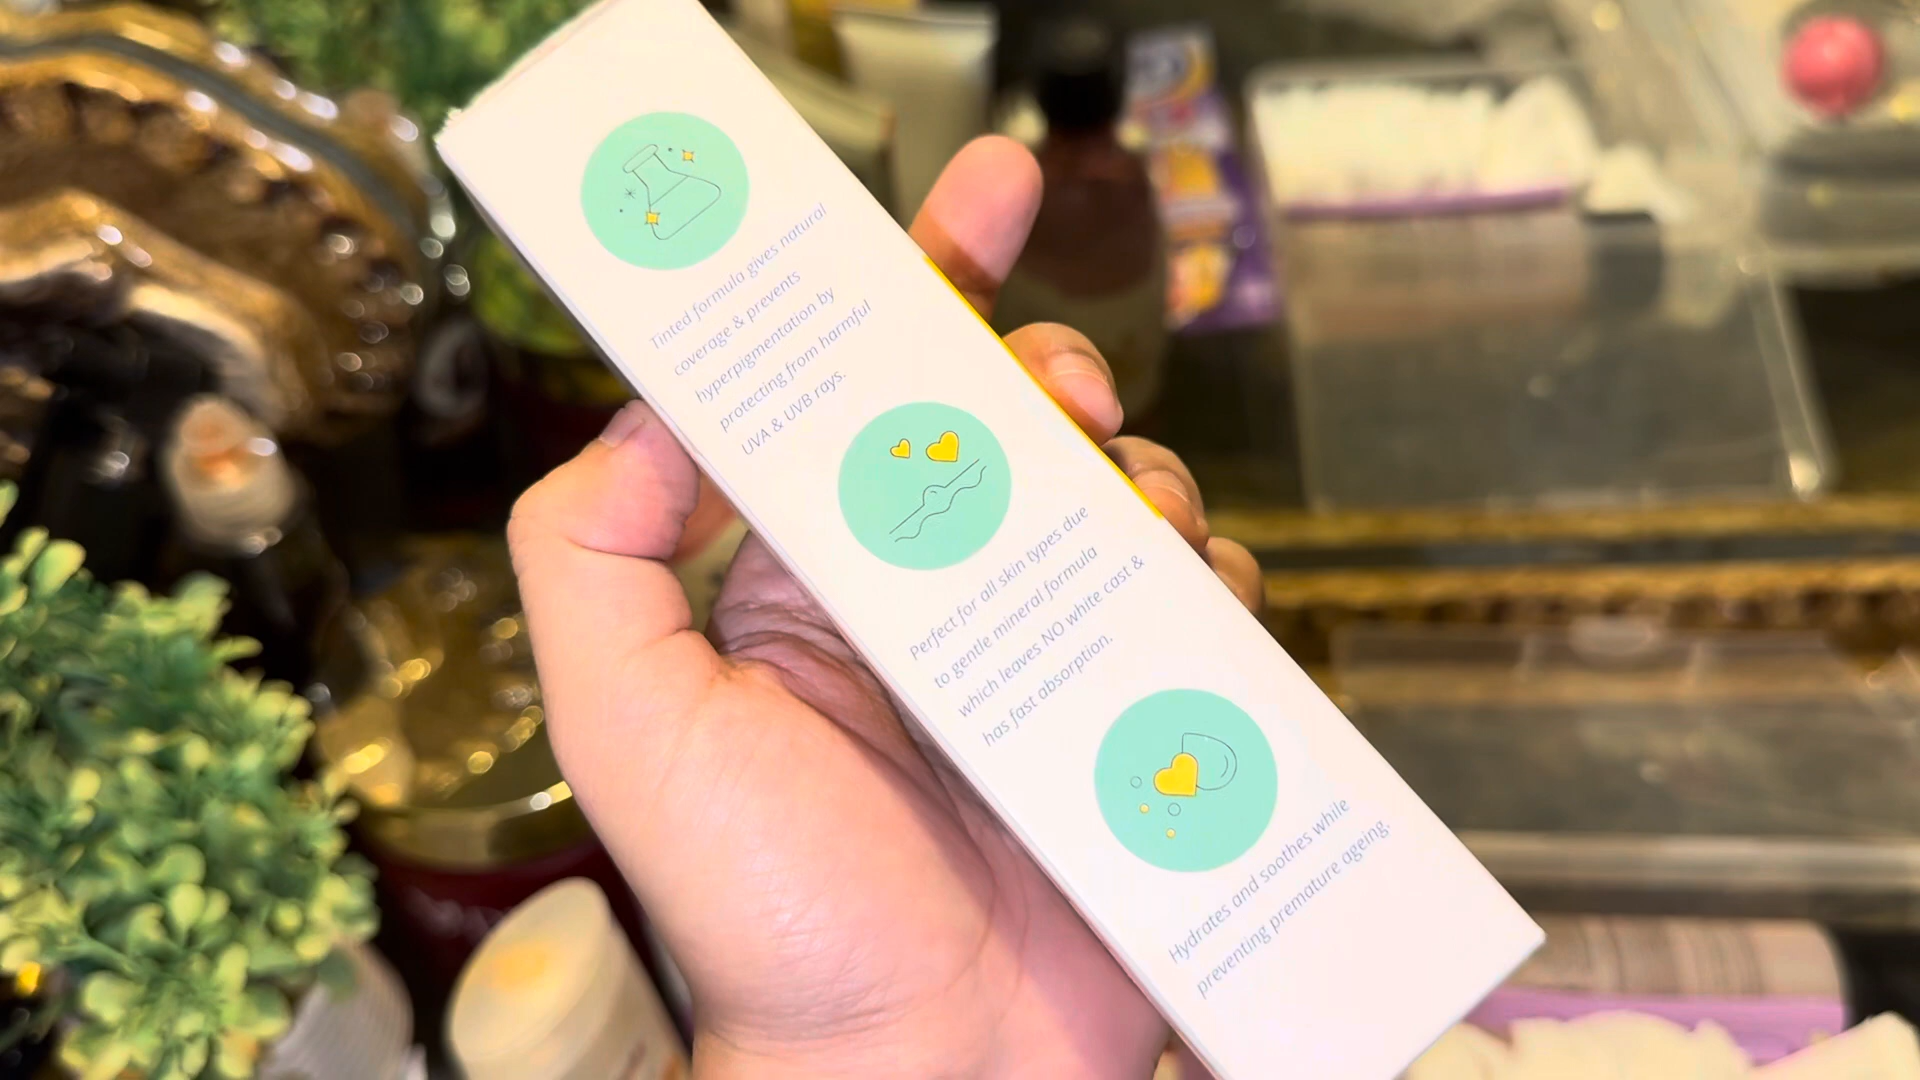 Tinted formula gives natural
coverage & prevents
hyperpigmentation by
protecting from harmful
UVA & UVB rays.
Perfect for all skin types due
to gentle mineral formula
which leaves NO white cast &
has fast absorption.
Hydrates and soothes while
preventing premature ageing.